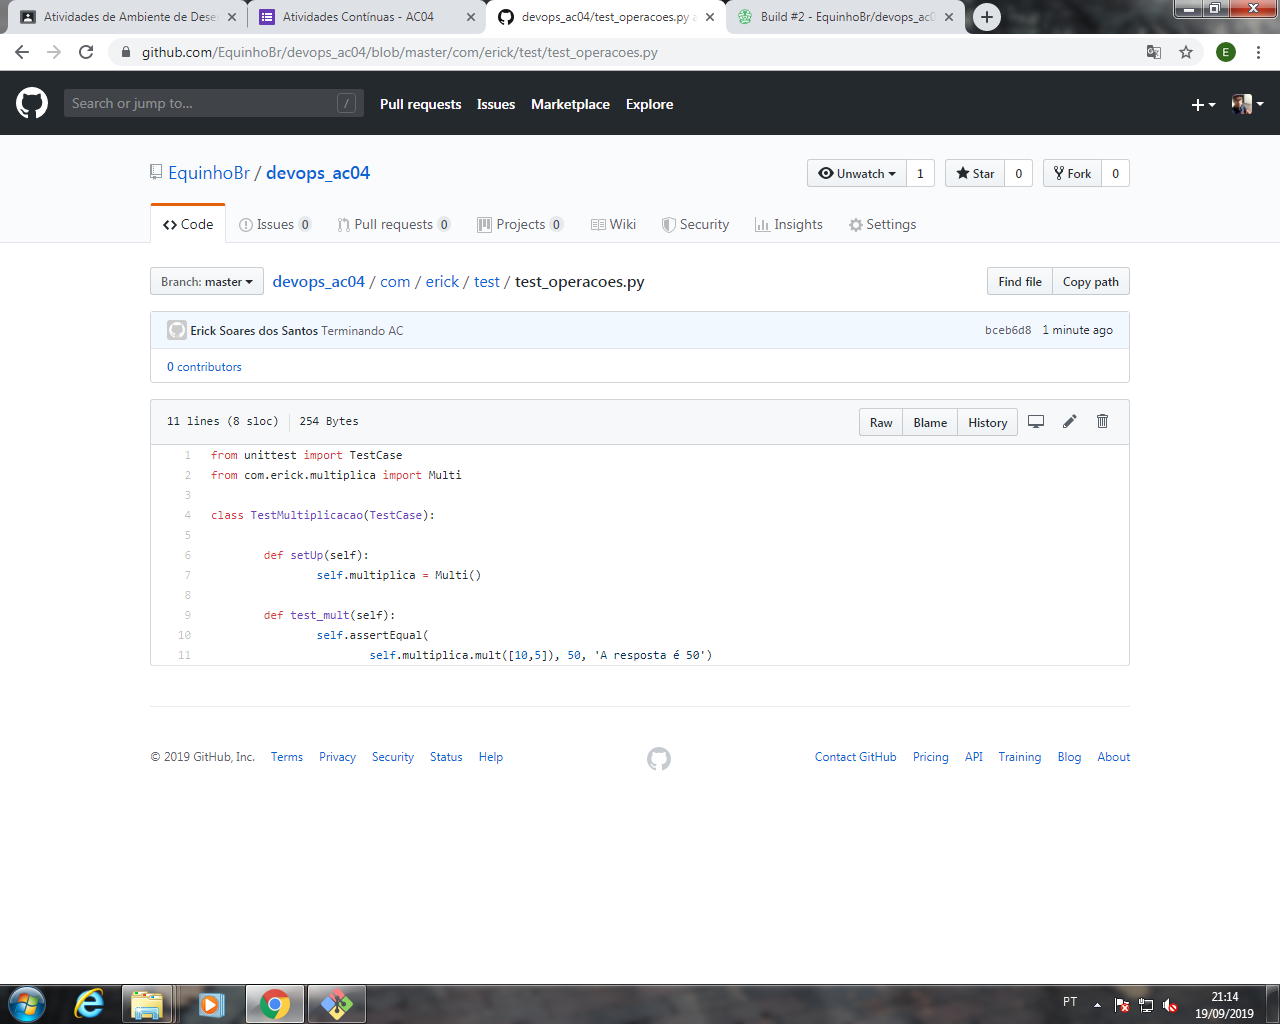 Atividades de Ambiente de Dese
Atividades Contínuas - AC04
devops_ac04/test_operacoes.py a
Build #2 - EquinhoBr/devops_ac0
github.com/EquinhoBr/devops_ac04/blob/master/com/erick/test/test_operacoes.py
E
Search or jump to...
/
Pull requests
Issues
Marketplace
Explore
EquinhoBr / devops_ac04
Unwatch 1
Star 0
Fork 0
Code
Issues 0
Pull requests 0
Projects 0
Wiki
Security
Insights
Settings
Branch: master
devops_ac04 / com / erick / test / test_operacoes.py
Find file
Copy path
Erick Soares dos Santos Terminando AC
bceb6d8 1 minute ago
0 contributors
11 lines (8 sloc) 254 Bytes
Raw
Blame
History
1 from unittest import TestCase
2 from com.erick.multiplica import Multi
3
4 class TestMultiplicacao(TestCase):
5
6 def setUp(self):
7 self.multiplica = Multi()
8
9 def test_mult(self):
10 self.assertEqual(
11 self.multiplica.mult([10,5]), 50, 'A resposta é 50')
© 2019 GitHub, Inc.
Terms
Privacy
Security
Status
Help
Contact GitHub
Pricing
API
Training
Blog
About
PT
21:14
19/09/2019